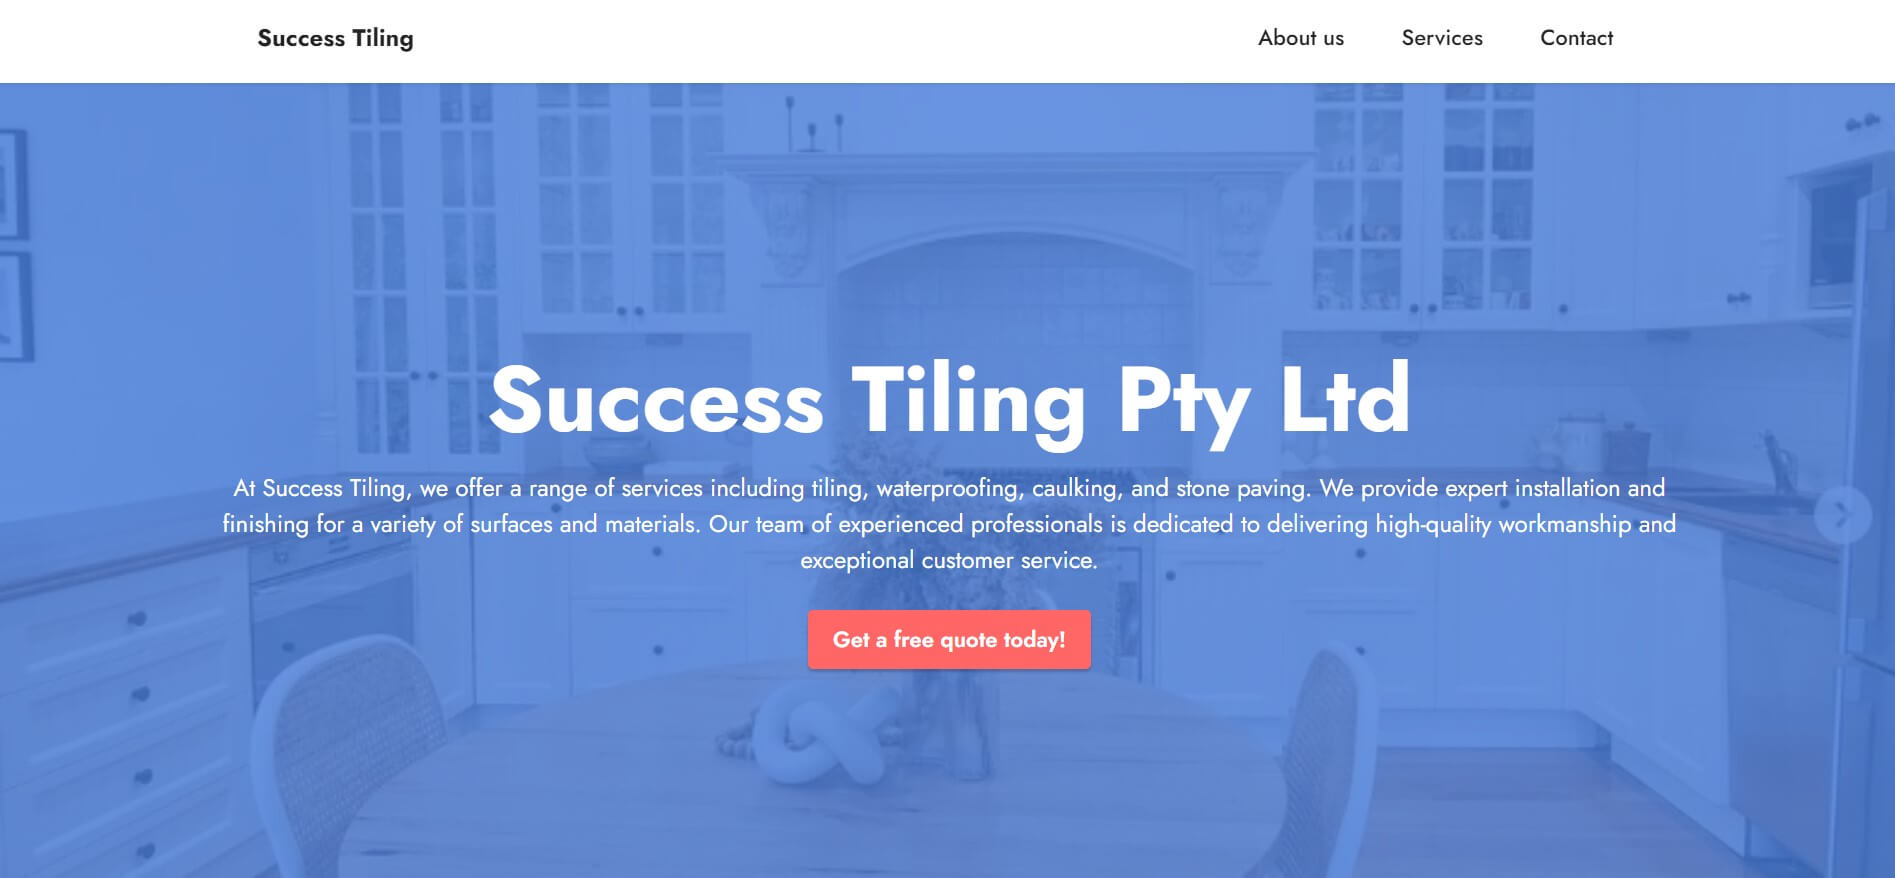 Success Tiling
About us
Services
Contact
Success Tiling Pty Ltd
At Success Tiling, we offer a range of services including tiling, waterproofing, caulking, and stone paving. We provide expert installation and
finishing for a variety of surfaces and materials. Our team of experienced professionals is dedicated to delivering high-quality workmanship and
exceptional customer service.
Get a free quote today!